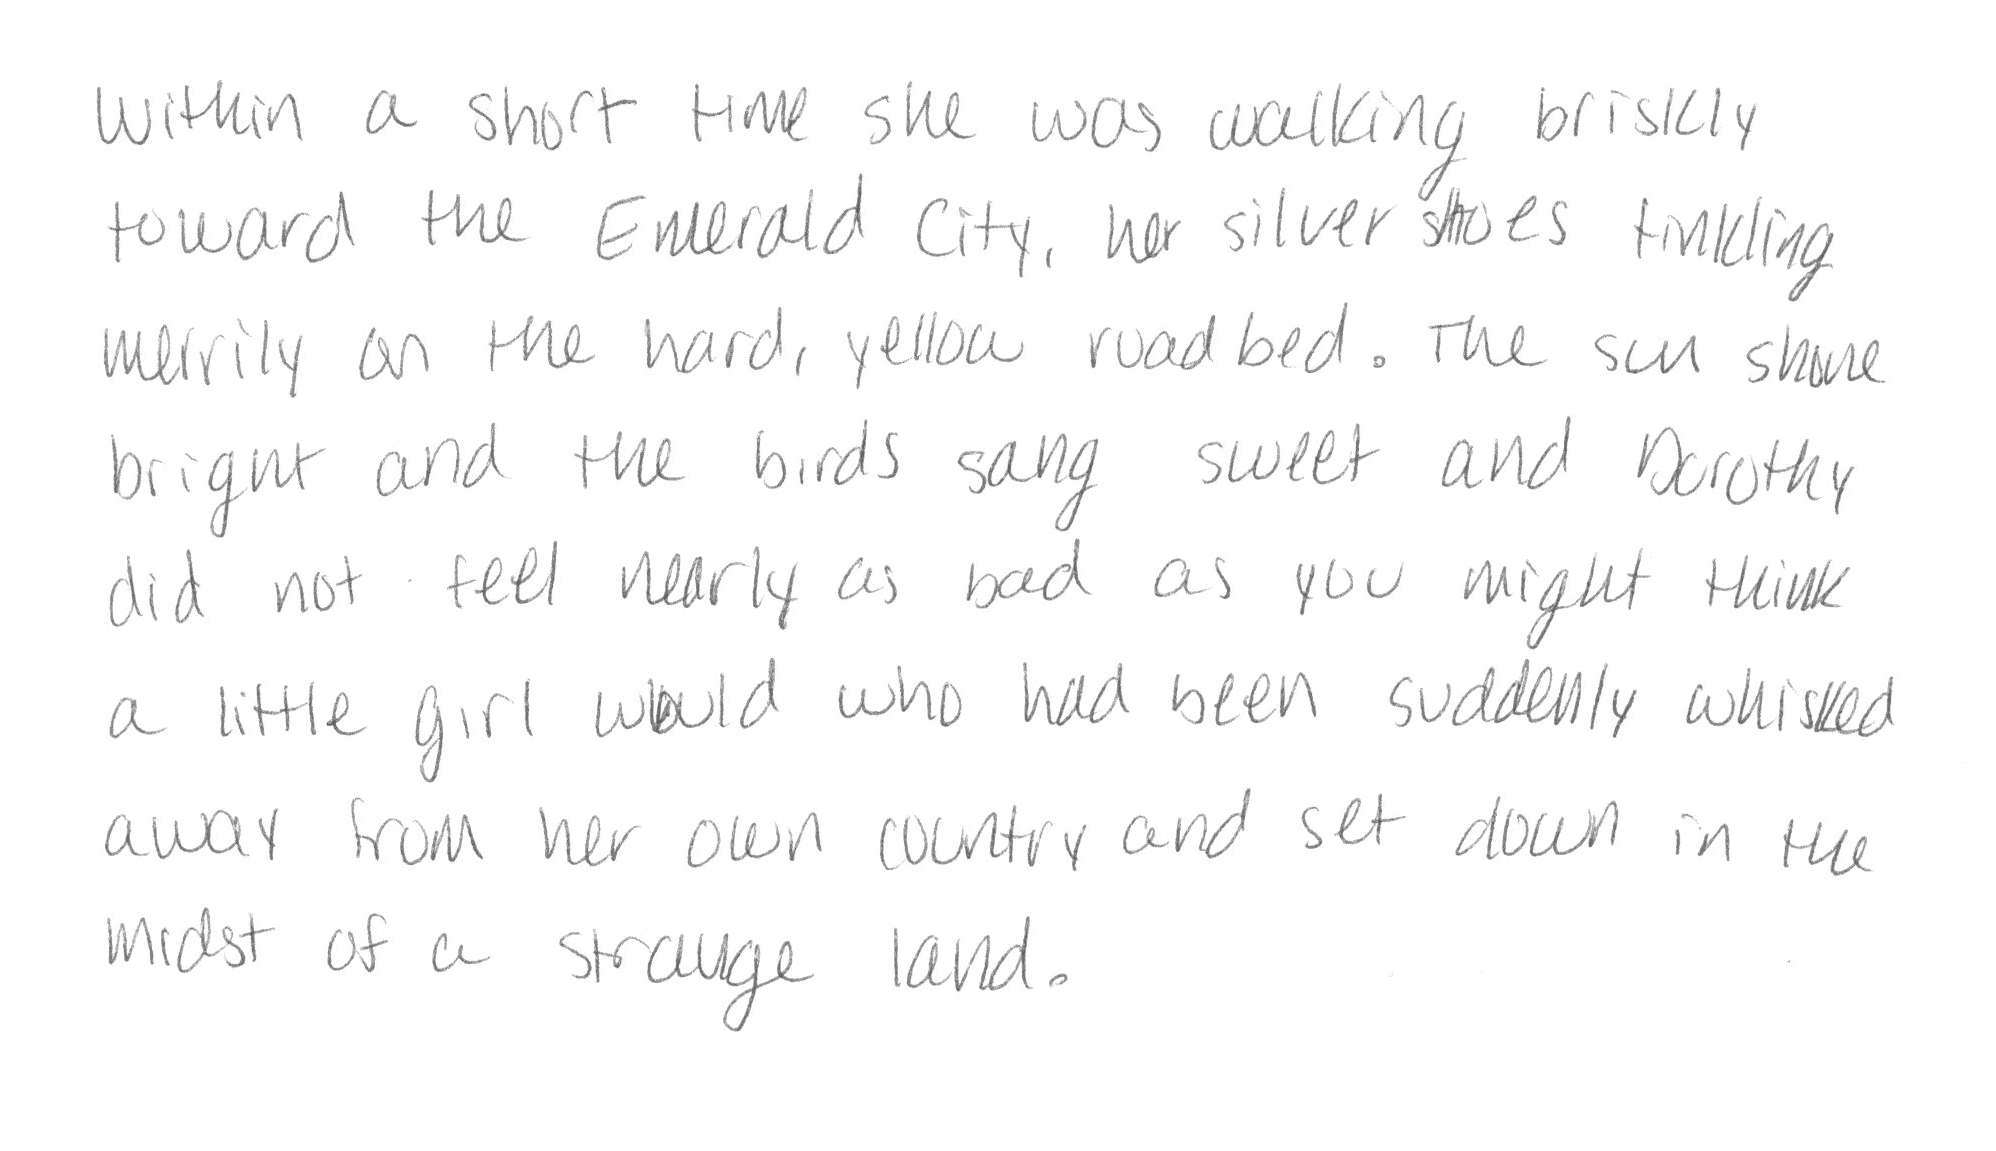 Within a short time she was walking briskly
toward the Emerald City, her silver shoes tinkling
merrily on the hard, yellow roadbed. The sun shone
bright and the birds sang sweet and Dorothy
did not feel nearly as bad as you might think
a little girl would who had been suddenly whisked
away from her own country and set down in the
midst of a strange land.